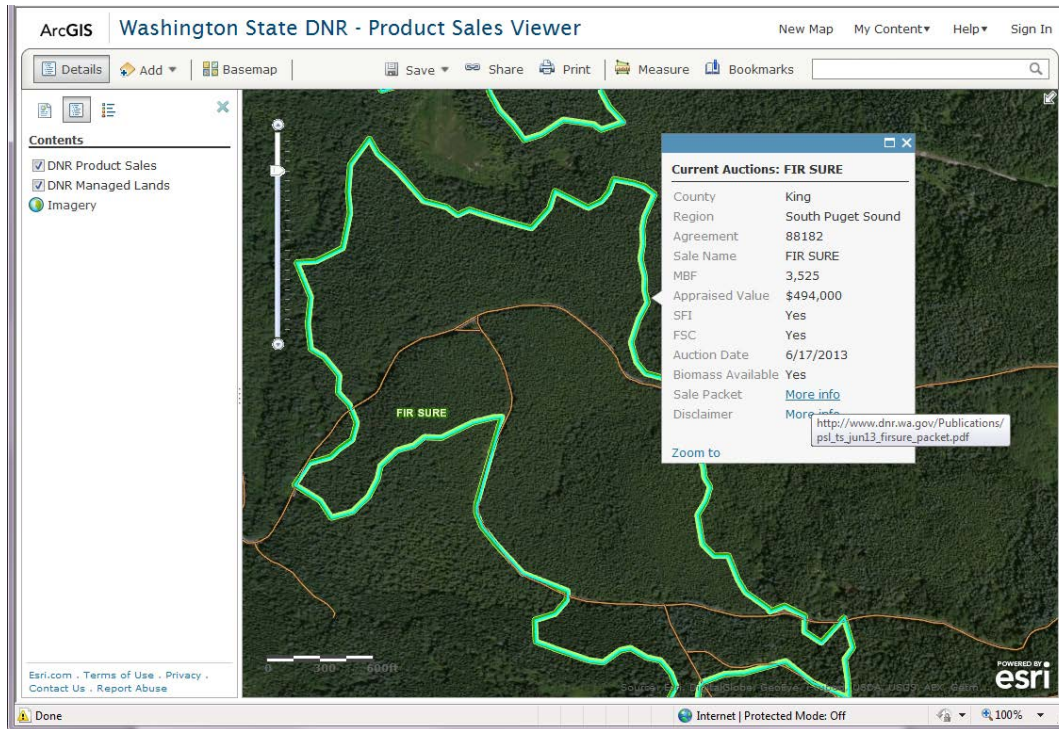 ArcGIS Washington State DNR - Product Sales Viewer New Map My Content▾ Help▾ Sign In
Details Add ▾ Basemap Save ▾ Share Print Measure Bookmarks
Contents
DNR Product Sales
DNR Managed Lands
Imagery
Current Auctions: FIR SURE
County King
Region South Puget Sound
Agreement 88182
Sale Name FIR SURE
MBF 3,525
Appraised Value $494,000
SFI Yes
FSC Yes
Auction Date 6/17/2013
Biomass Available Yes
Sale Packet More info
Disclaimer More info
http://www.dnr.wa.gov/Publications/
psl_ts_jun13_firsure_packet.pdf
Zoom to
FIR SURE
0 300 600ft
POWERED BY
esri
Esri.com . Terms of Use . Privacy .
Contact Us . Report Abuse
Done Internet | Protected Mode: Off 100%